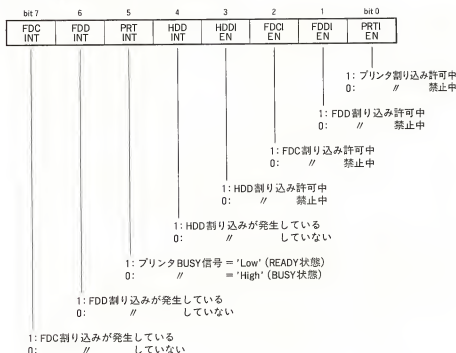 bit 7 6 5 4 3 2 1 bit 0
FDC INT FDD INT PRT INT HDD INT HDDI EN FDCI EN FDDI EN PRTI EN
1: プリンタ割り込み許可中
0: 〃 禁止中
1: FDD割り込み許可中
0: 〃 禁止中
1: FDC割り込み許可中
0: 〃 禁止中
1: HDD割り込み許可中
0: 〃 禁止中
1: HDD割り込みが発生している
0: 〃 していない
1: プリンタBUSY信号 = 'Low' (READY状態)
0: 〃 = 'High' (BUSY状態)
1: FDD割り込みが発生している
0: 〃 していない
1: FDC割り込みが発生している
0: 〃 していない